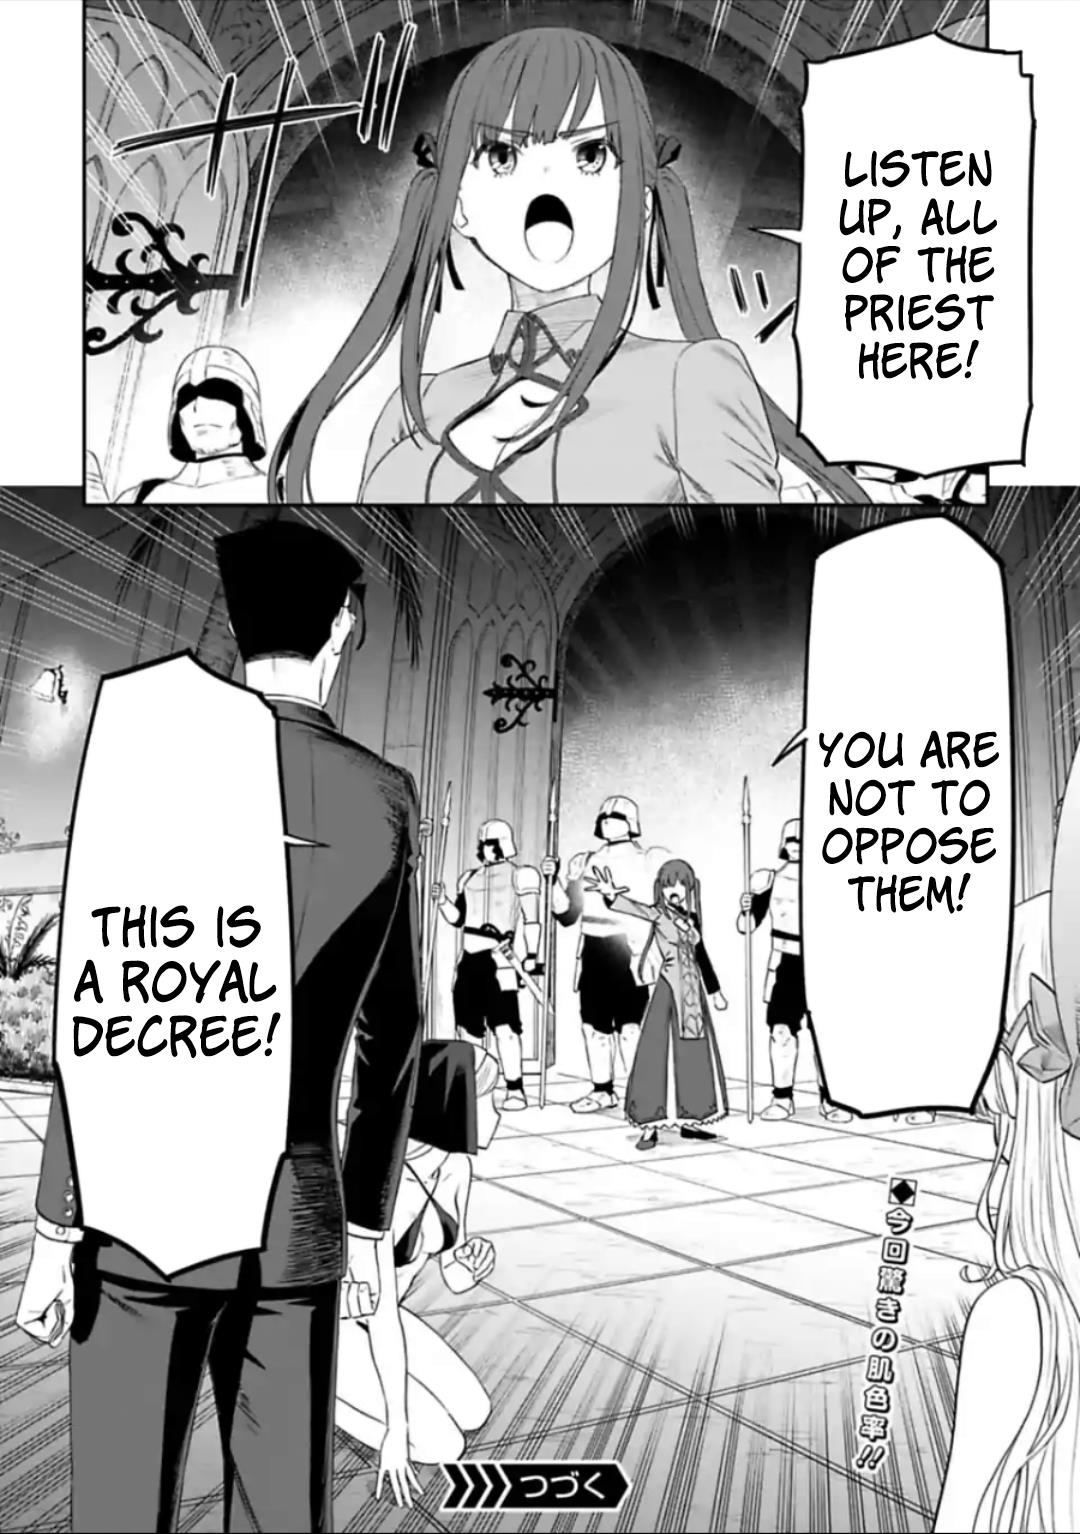 LISTEN
UP, ALL
OF THE
PRIEST
HERE!
YOU ARE
NOT TO
OPPOSE
THEM!
THIS IS
A ROYAL
DECREE!
◆今回驚きの肌色率!!
つづく